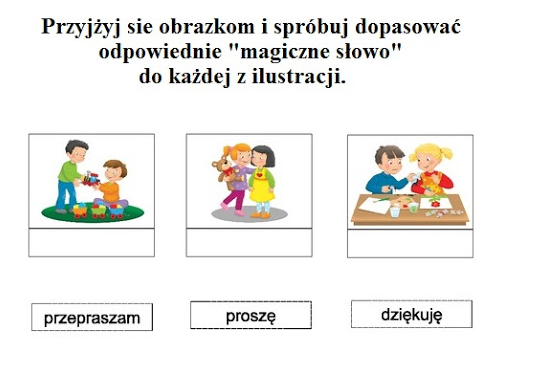 Przyjżyj sie obrazkom i spróbuj dopasować
odpowiednie "magiczne słowo"
do każdej z ilustracji.
przepraszam
proszę
dziękuję